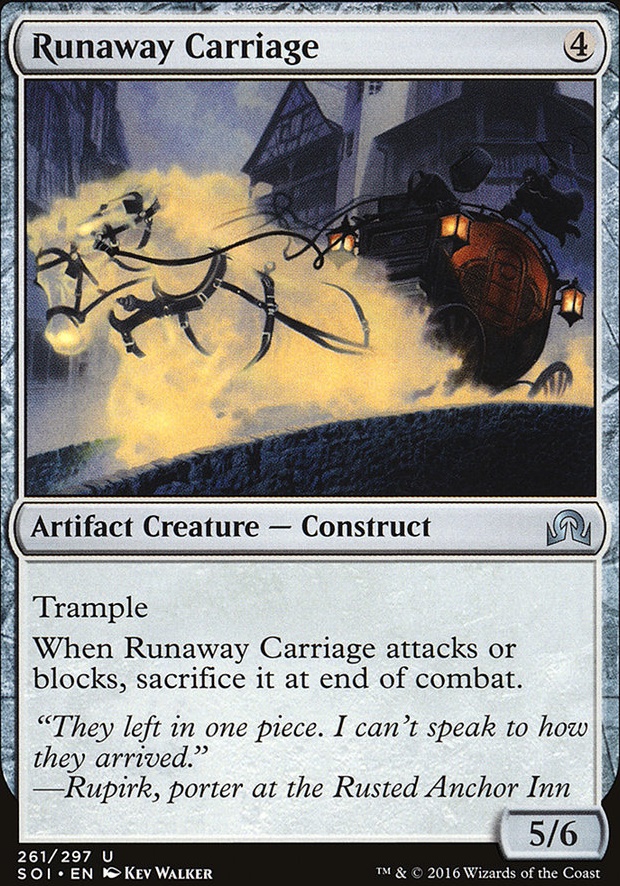 Runaway Carriage 4
Artifact Creature — Construct
Trample
When Runaway Carriage attacks or
blocks, sacrifice it at end of combat.
“They left in one piece. I can’t speak to how
they arrived.”
—Rupirk, porter at the Rusted Anchor Inn
5/6
261/297 U
SOI • EN Kev Walker
™ & © 2016 Wizards of the Coast